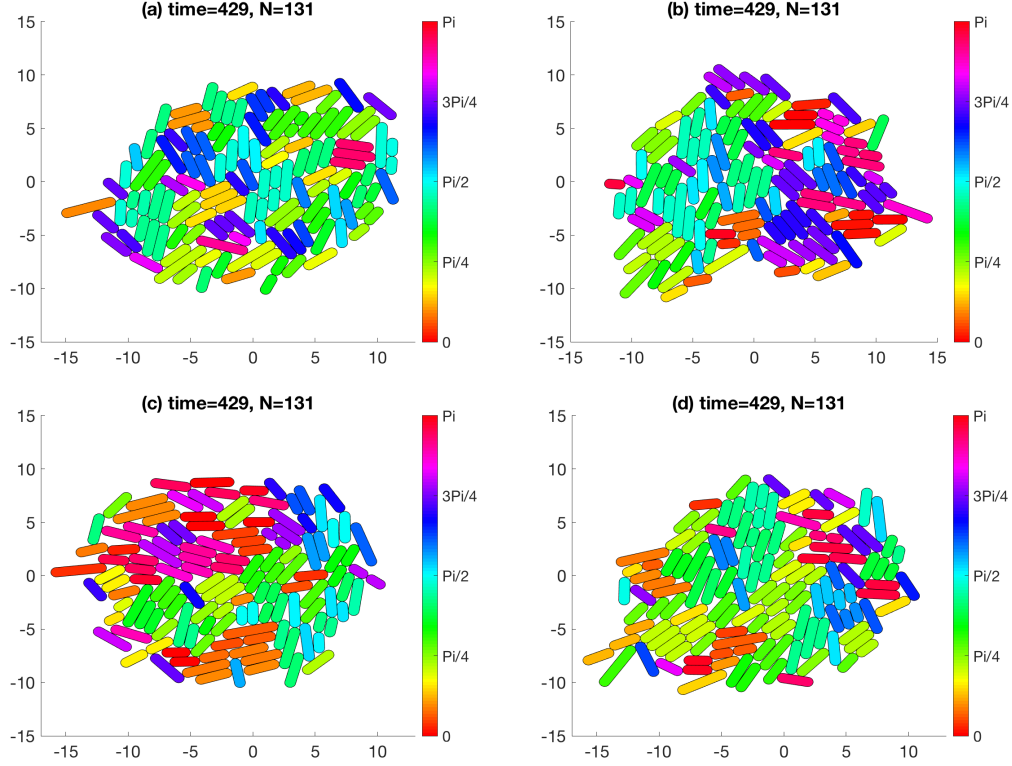 (a) time=429, N=131
15
10
5
0
-5
-10
-15
-15 -10 -5 0 5 10
Pi
3Pi/4
Pi/2
Pi/4
0
(b) time=429, N=131
15
10
5
0
-5
-10
-15
-15 -10 -5 0 5 10 15
Pi
3Pi/4
Pi/2
Pi/4
0
(c) time=429, N=131
15
10
5
0
-5
-10
-15
-15 -10 -5 0 5 10
Pi
3Pi/4
Pi/2
Pi/4
0
(d) time=429, N=131
15
10
5
0
-5
-10
-15
-15 -10 -5 0 5 10
Pi
3Pi/4
Pi/2
Pi/4
0